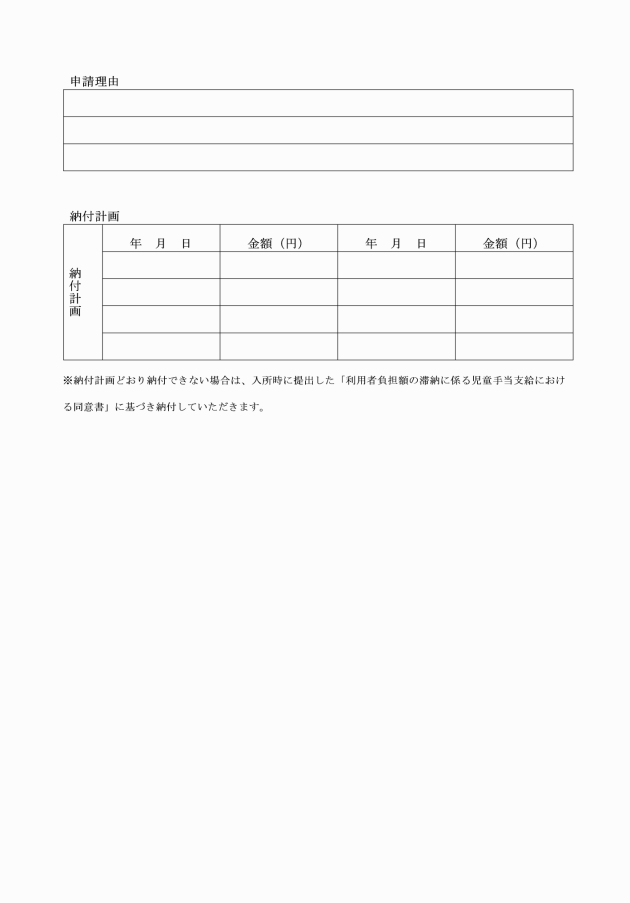 申請理由
納付計画
納付計画
年　月　日　金額（円）　年　月　日　金額（円）
※納付計画どおり納付できない場合は、入所時に提出した「利用者負担額の滞納に係る児童手当支給におけ
る同意書」に基づき納付していただきます。